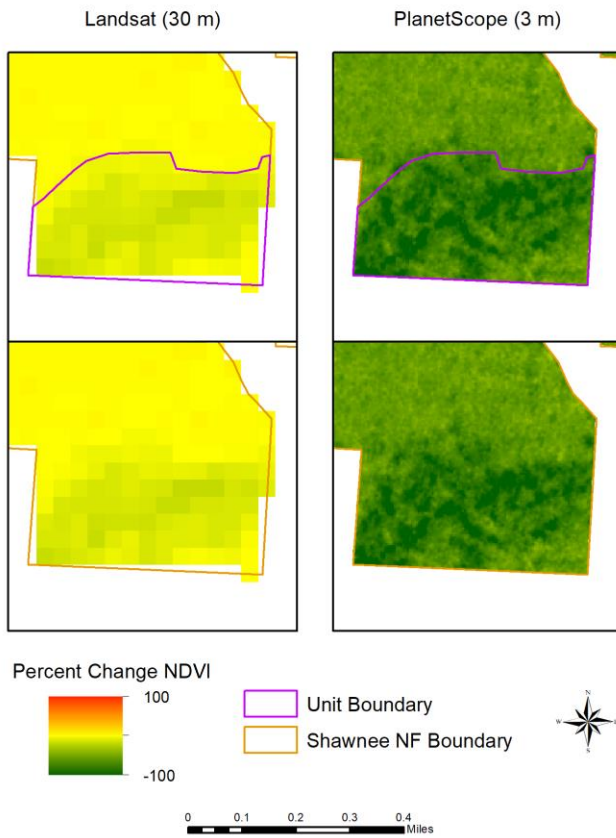 Landsat (30 m)
PlanetScope (3 m)
Percent Change NDVI
100
-100
Unit Boundary
Shawnee NF Boundary
N
W
S
0 0.1 0.2 0.3 0.4
Miles